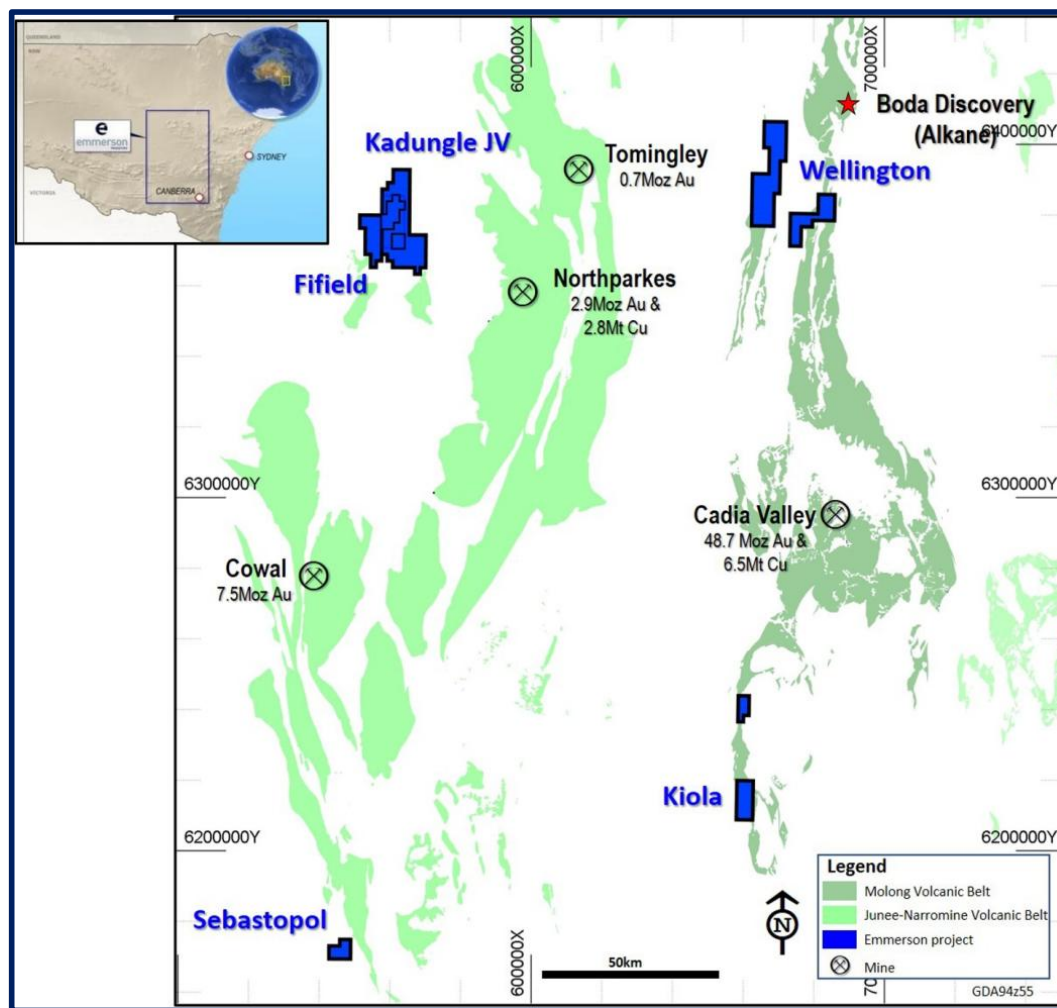 QUEENSLAND
NSW
e
emmerson
SYDNEY
CANBERRA
VICTORIA
600000X
700000X
Boda Discovery
(Alkane)
6400000Y
Kadungle JV
Tomingley
0.7Moz Au
Wellington
Fifield
Northparkes
2.9Moz Au &
2.8Mt Cu
6300000Y
6300000Y
Cadia Valley
48.7 Moz Au &
6.5Mt Cu
Cowal
7.5Moz Au
Kiola
6200000Y
6200000Y
Sebastopol
600000X
50km
N
Legend
Molong Volcanic Belt
Junee-Narromine Volcanic Belt
Emmerson project
Mine
GDA94z55